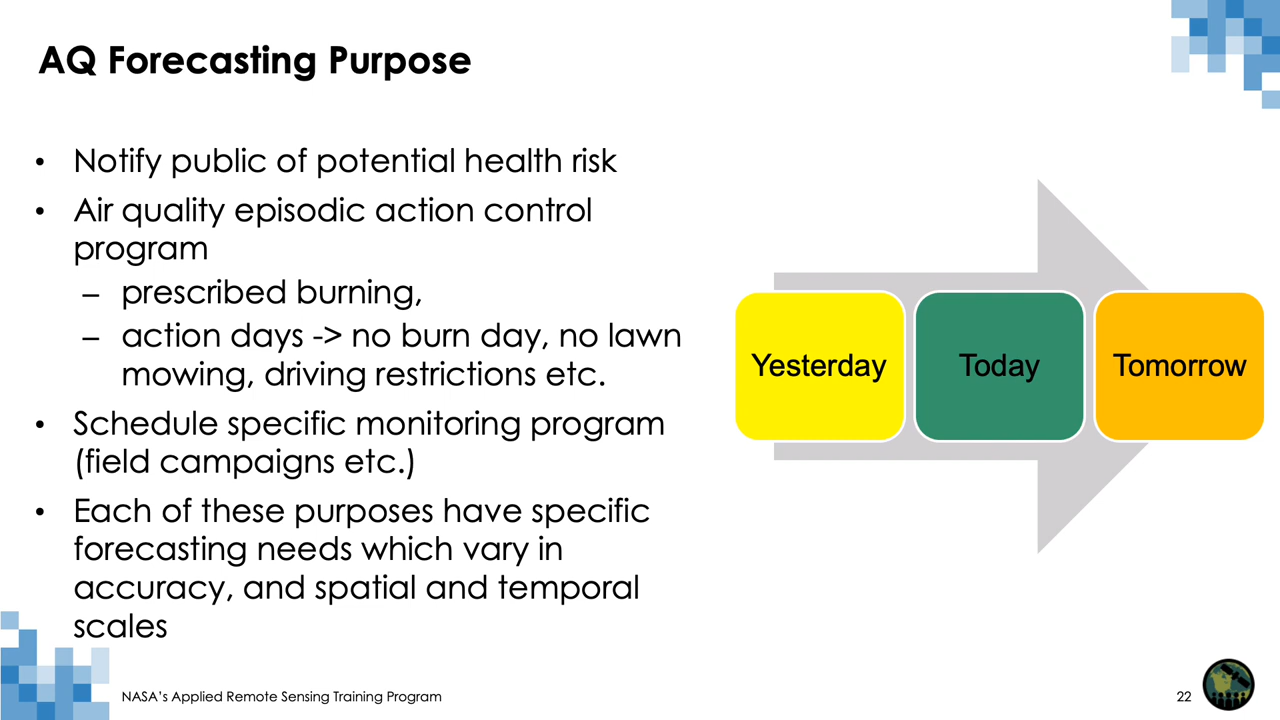 AQ Forecasting Purpose
• Notify public of potential health risk
• Air quality episodic action control
program
– prescribed burning,
– action days -> no burn day, no lawn
mowing, driving restrictions etc.
• Schedule specific monitoring program
(field campaigns etc.)
• Each of these purposes have specific
forecasting needs which vary in
accuracy, and spatial and temporal
scales
Yesterday
Today
Tomorrow
NASA’s Applied Remote Sensing Training Program
22